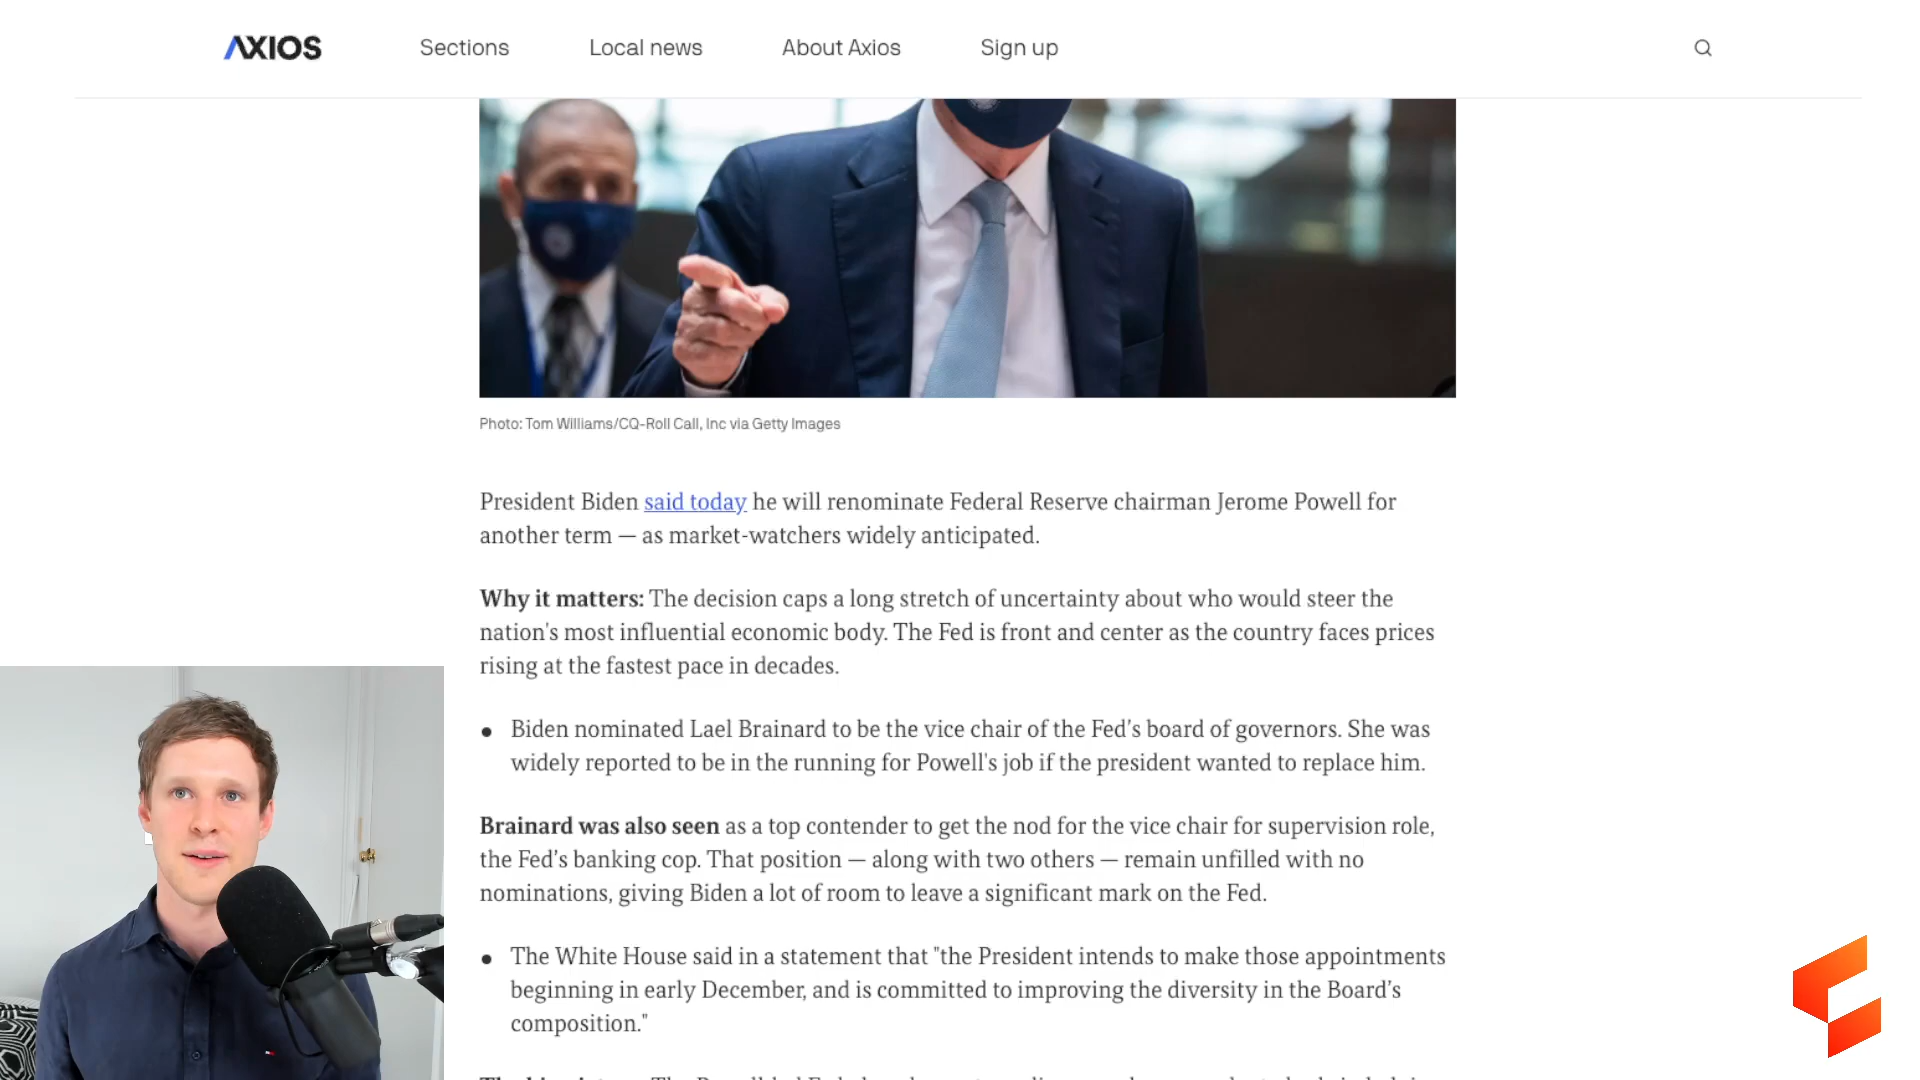 AXIOS
Sections
Local news
About Axios
Sign up
Photo: Tom Williams/CQ-Roll Call, Inc via Getty Images
President Biden said today he will renominate Federal Reserve chairman Jerome Powell for
another term — as market-watchers widely anticipated.
Why it matters: The decision caps a long stretch of uncertainty about who would steer the
nation's most influential economic body. The Fed is front and center as the country faces prices
rising at the fastest pace in decades.
• Biden nominated Lael Brainard to be the vice chair of the Fed’s board of governors. She was
widely reported to be in the running for Powell's job if the president wanted to replace him.
Brainard was also seen as a top contender to get the nod for the vice chair for supervision role,
the Fed’s banking cop. That position — along with two others — remain unfilled with no
nominations, giving Biden a lot of room to leave a significant mark on the Fed.
• The White House said in a statement that "the President intends to make those appointments
beginning in early December, and is committed to improving the diversity in the Board’s
composition."